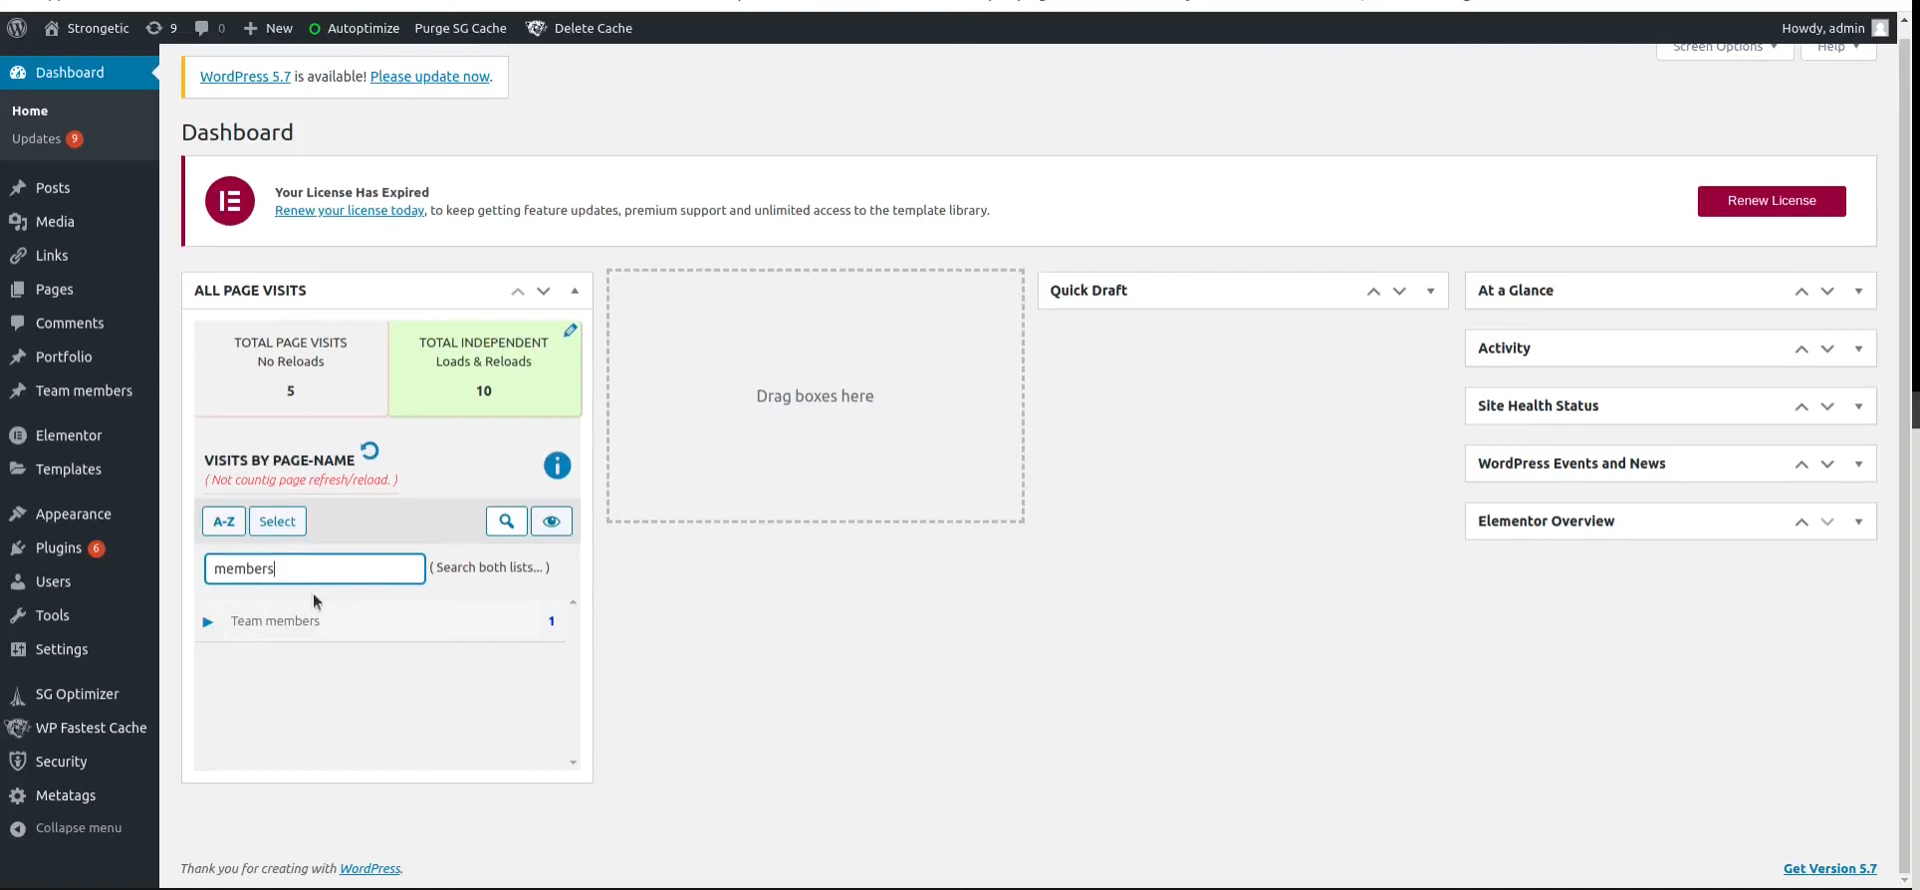 Strongetic 9 0 New Autoptimize Purge SG Cache Delete Cache Howdy, admin
Screen Options ▼ Help ▼
Dashboard
Home
Updates 9
Posts
Media
Links
Pages
Comments
Portfolio
Team members
Elementor
Templates
Appearance
Plugins 6
Users
Tools
Settings
SG Optimizer
WP Fastest Cache
Security
Metatags
Collapse menu
WordPress 5.7 is available! Please update now.
Dashboard
Your License Has Expired
Renew your license today, to keep getting feature updates, premium support and unlimited access to the template library.
Renew License
ALL PAGE VISITS
TOTAL PAGE VISITS
No Reloads
5
TOTAL INDEPENDENT
Loads & Reloads
10
VISITS BY PAGE-NAME
( Not countig page refresh/reload. )
A-Z Select
members ( Search both lists... )
Team members 1
Drag boxes here
Quick Draft
At a Glance
Activity
Site Health Status
WordPress Events and News
Elementor Overview
Thank you for creating with WordPress.
Get Version 5.7